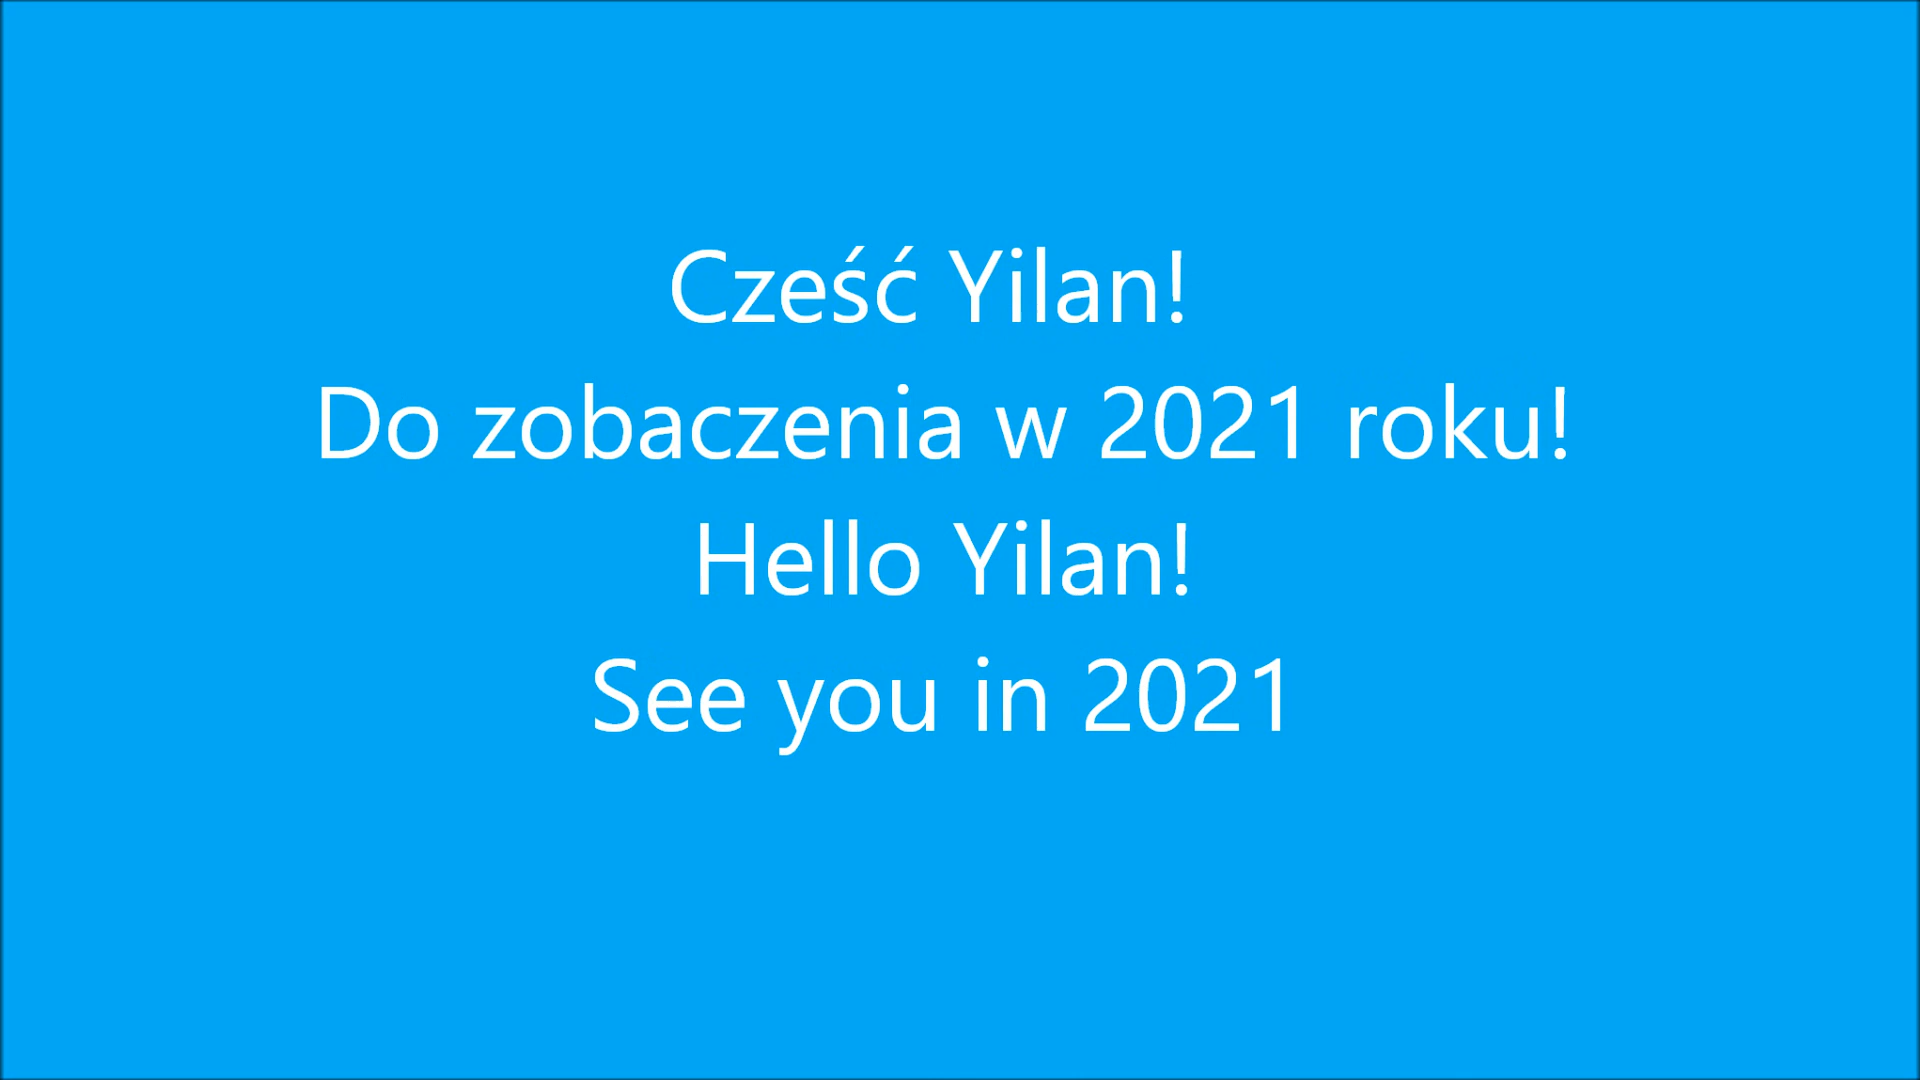 Cześć Yilan!
Do zobaczenia w 2021 roku!
Hello Yilan!
See you in 2021